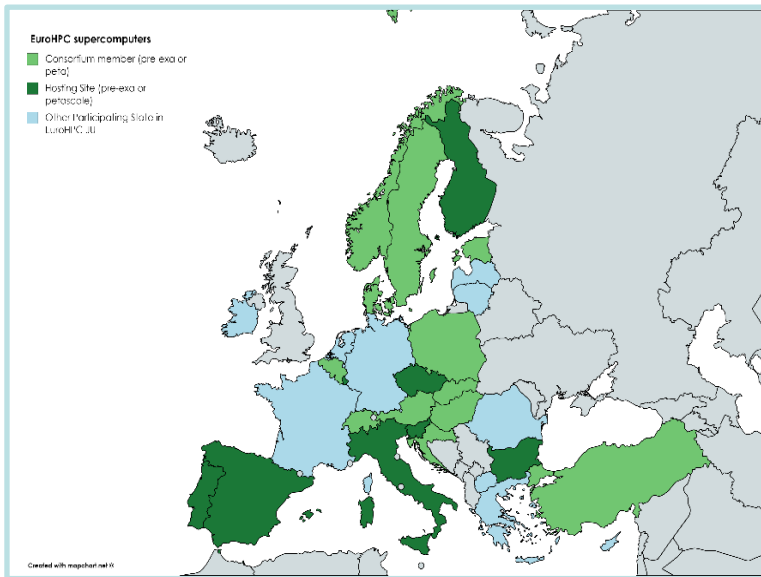 EuroHPC supercomputers
Consortium member (pre exa or
peta)
Hosting Site (pre-exa or
petascale)
Other Participating State in
EuroHPC JU
Created with mapchart.net ©